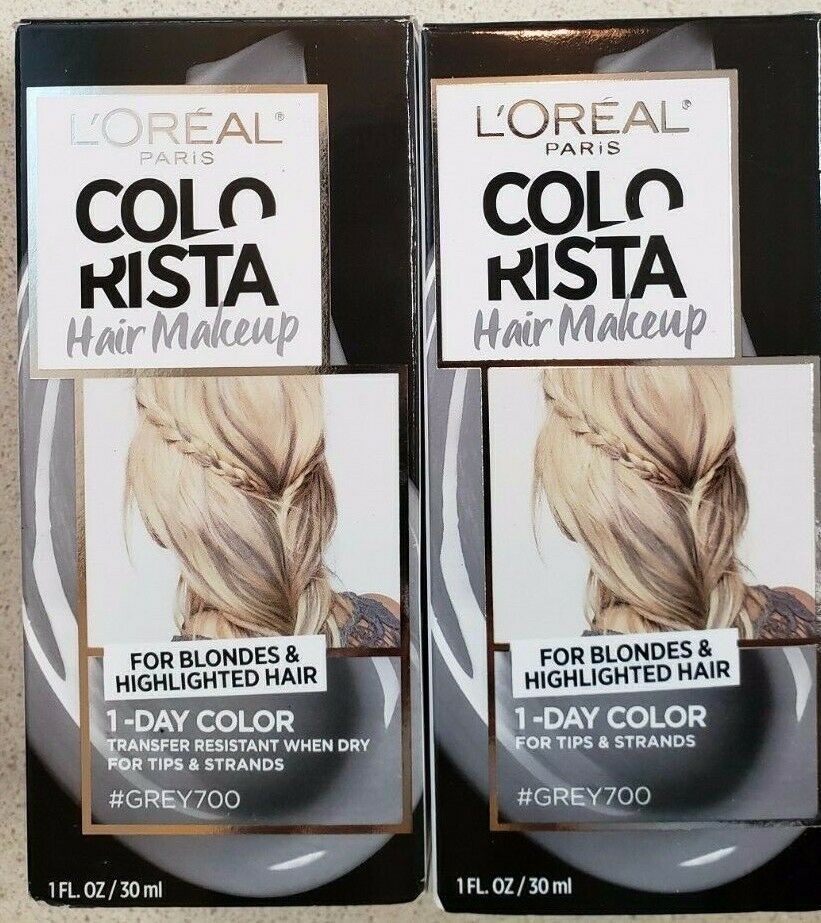 L'ORÉAL®
PARIS
COLO
RISTA
Hair Makeup
FOR BLONDES &
HIGHLIGHTED HAIR
1-DAY COLOR
TRANSFER RESISTANT WHEN DRY
FOR TIPS & STRANDS
#GREY700
1 FL. OZ / 30 ml
L'ORÉAL®
PARIS
COLO
RISTA
Hair Makeup
FOR BLONDES &
HIGHLIGHTED HAIR
1-DAY COLOR
FOR TIPS & STRANDS
#GREY700
1 FL. OZ / 30 ml